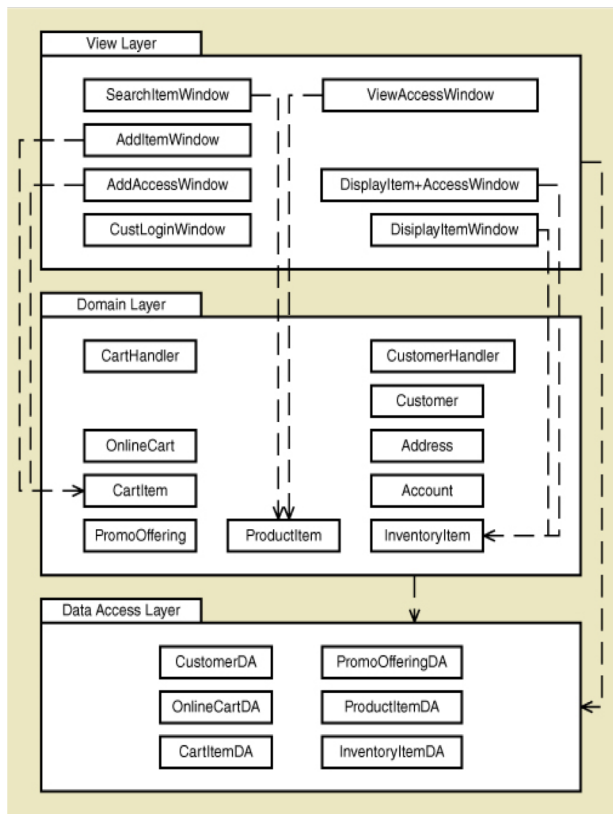 View Layer
SearchItemWindow
ViewAccessWindow
AddItemWindow
AddAccessWindow
DisplayItem+AccessWindow
CustLoginWindow
DisiplayItemWindow
Domain Layer
CartHandler
CustomerHandler
Customer
OnlineCart
Address
CartItem
Account
PromoOffering
ProductItem
InventoryItem
Data Access Layer
CustomerDA
PromoOfferingDA
OnlineCartDA
ProductItemDA
CartItemDA
InventoryItemDA